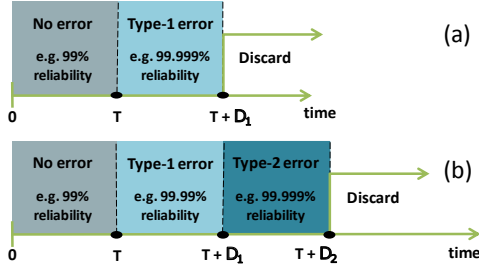 No error
Type-1 error
(a)
e.g. 99%
reliability
e.g. 99.999%
reliability
Discard
0
T
T + D1
time
No error
Type-1 error
Type-2 error
(b)
e.g. 99%
reliability
e.g. 99.99%
reliability
e.g. 99.999%
reliability
Discard
0
T
T + D1
T + D2
time